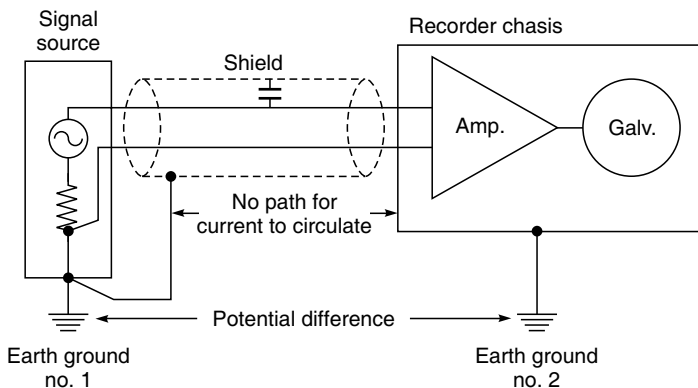 Signal
source
Recorder chasis
Shield
Amp.
Galv.
No path for
current to circulate
Potential difference
Earth ground
no. 1
Earth ground
no. 2